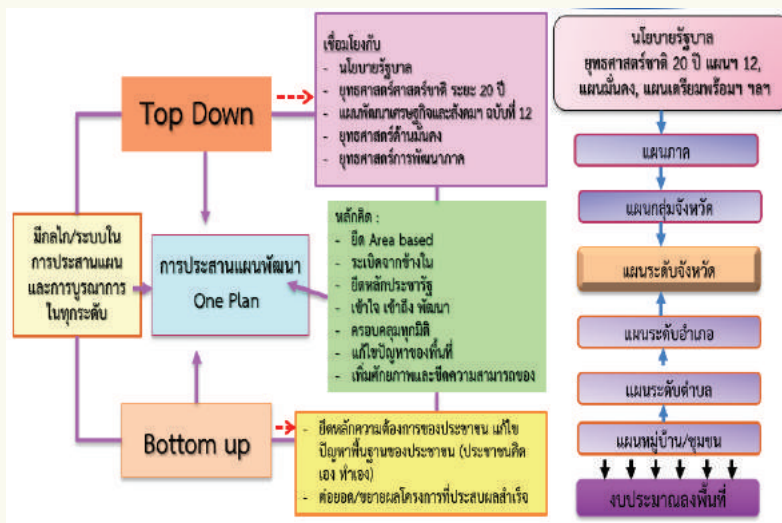 Top Down
เชื่อมโยงกับ
- นโยบายรัฐบาล
- ยุทธศาสตร์ศาสตร์ชาติ ระยะ 20 ปี
- แผนพัฒนาเศรษฐกิจและสังคมฯ ฉบับที่ 12
- ยุทธศาสตร์ด้านมั่นคง
- ยุทธศาสตร์การพัฒนาภาค
มีกลไก/ระบบใน
การประสานแผน
และการบูรณาการ
ในทุกระดับ
การประสานแผนพัฒนา
One Plan
หลักคิด :
- ยึด Area based
- ระเบิดจากข้างใน
- ยึดหลักประชารัฐ
- เข้าใจ เข้าถึง พัฒนา
- ครอบคลุมทุกมิติ
- แก้ไขปัญหาของพื้นที่
- เพิ่มศักยภาพและขีดความสามารถของ
Bottom up
- ยึดหลักความต้องการของประชาชน แก้ไข
ปัญหาพื้นฐานของประชาชน (ประชาชนคิด
เอง ทำเอง)
- ต่อยอด/ขยายผลโครงการที่ประสบผลสำเร็จ
นโยบายรัฐบาล
ยุทธศาสตร์ชาติ 20 ปี แผนฯ 12,
แผนมั่นคง, แผนเตรียมพร้อมฯ ฯลฯ
แผนภาค
แผนกลุ่มจังหวัด
แผนระดับจังหวัด
แผนระดับอำเภอ
แผนระดับตำบล
แผนหมู่บ้าน/ชุมชน
งบประมาณลงพื้นที่